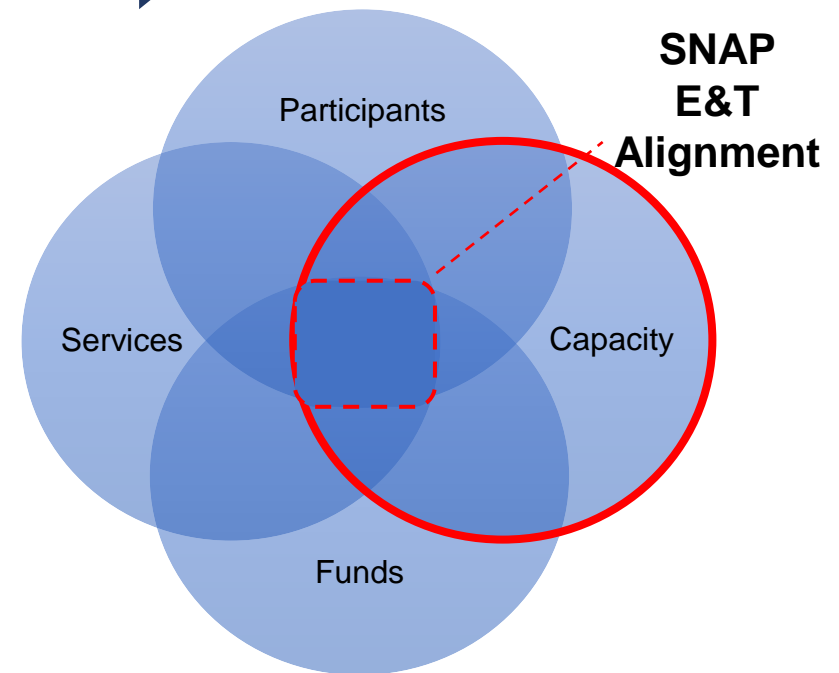 SNAP
E&T
Alignment
Participants
Services
Capacity
Funds